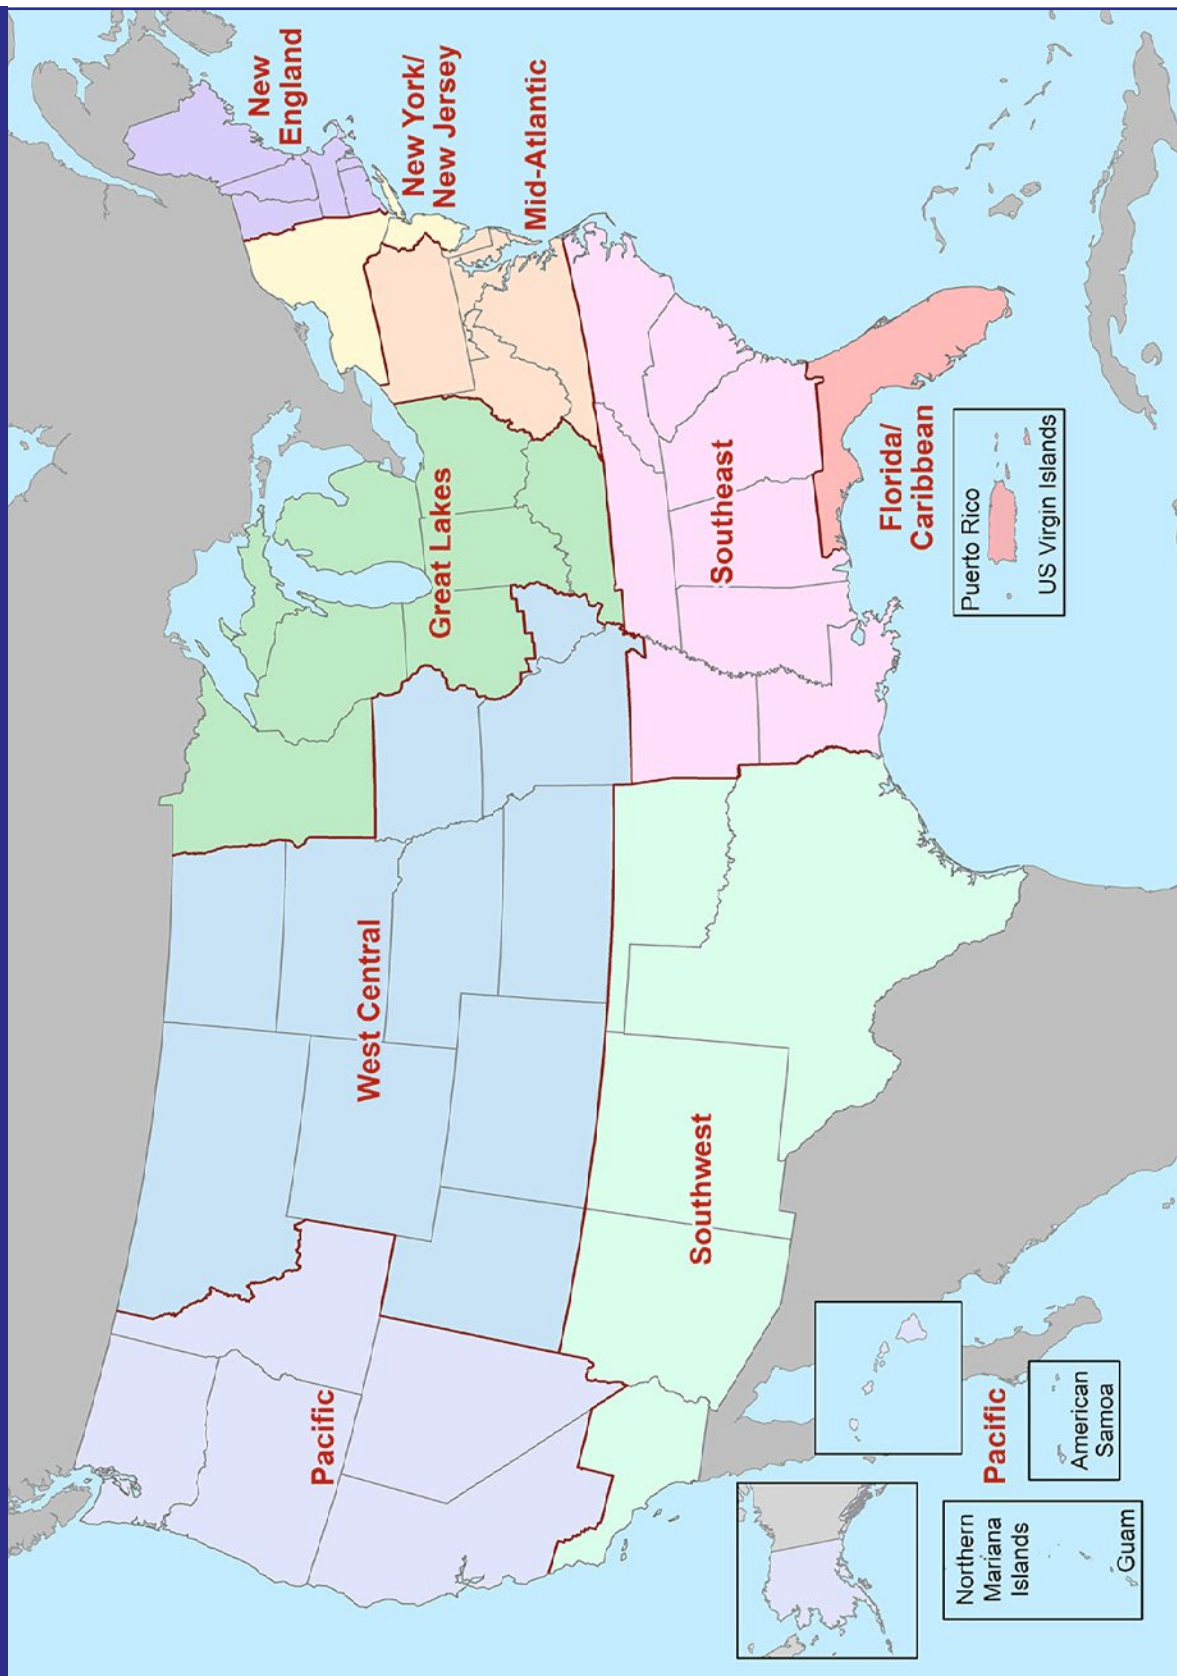 New
England
New York/
New Jersey
Mid-Atlantic
Great Lakes
West Central
Pacific
Southeast
Southwest
Florida/
Caribbean
Puerto Rico
US Virgin Islands
Pacific
American
Samoa
Northern
Mariana
Islands
Guam